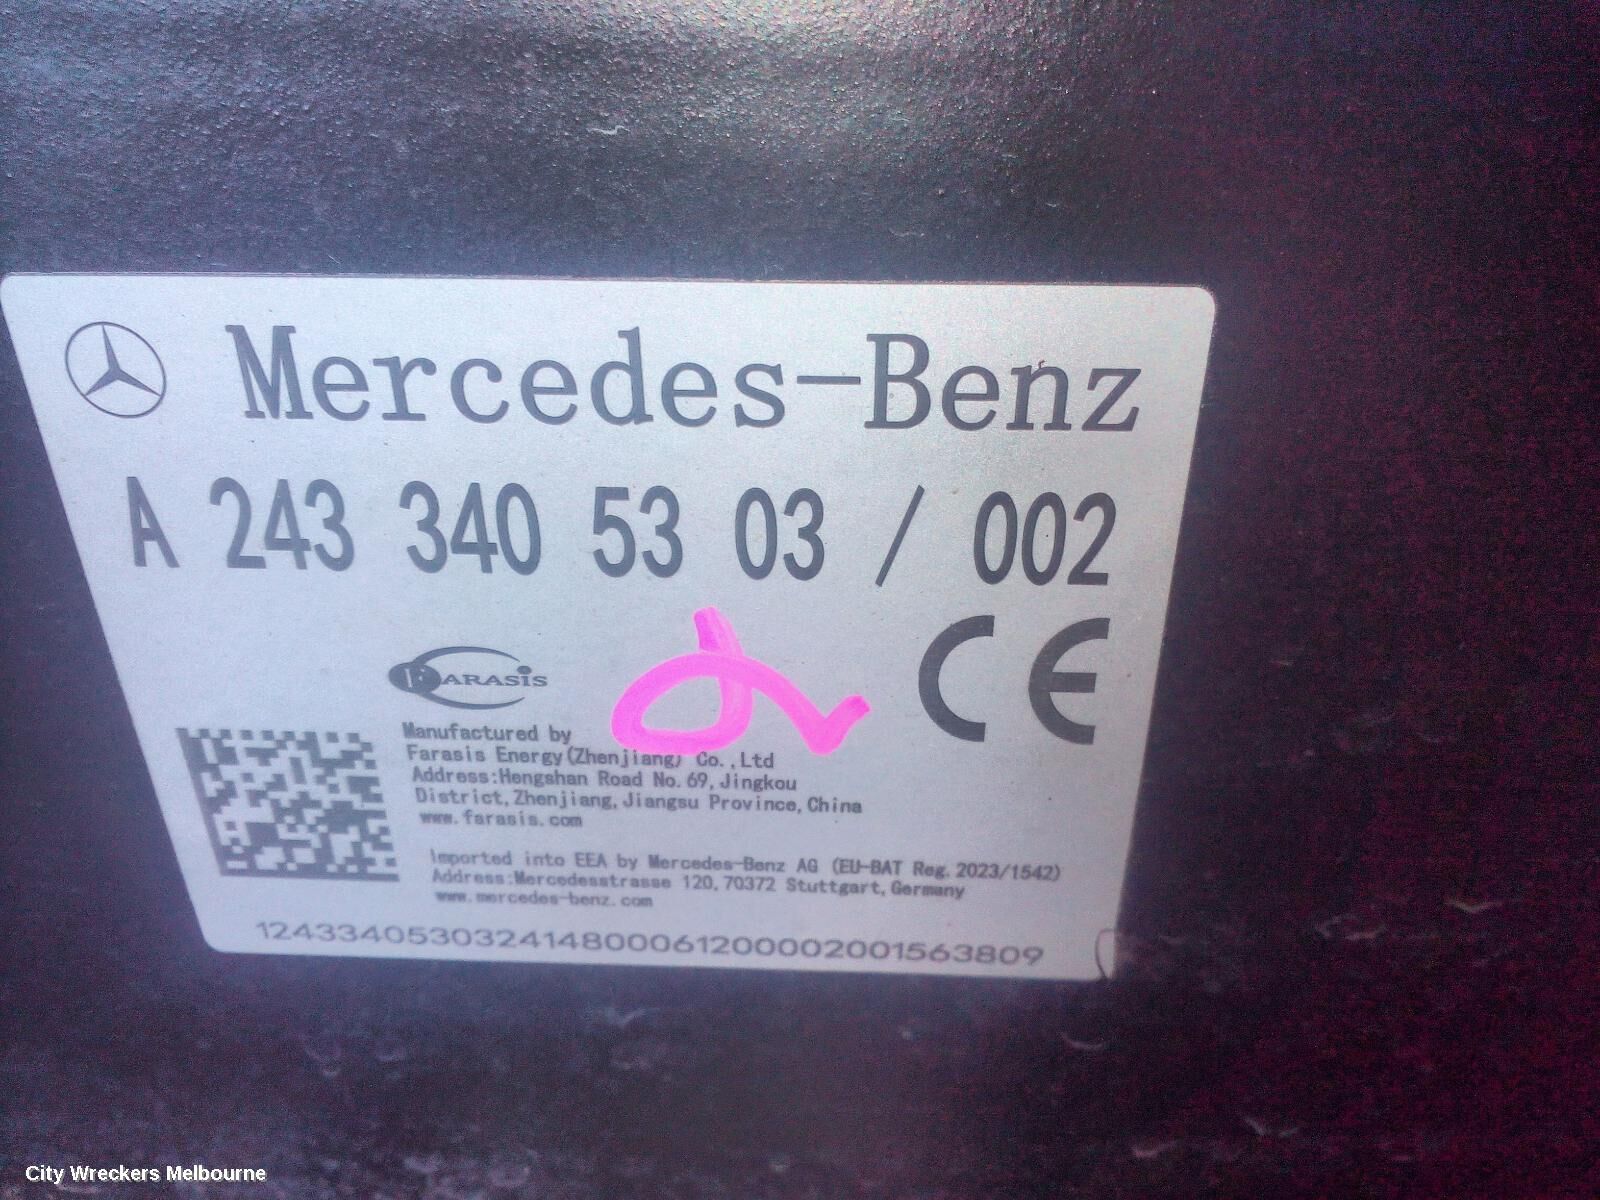 Mercedes-Benz
A 243 340 53 03 / 002
FARASIS
CE
Manufactured by
Farasis Energy(Zhenjiang) Co.,Ltd
Address:Hengshan Road No.69,Jingkou
District,Zhenjiang,Jiangsu Province,China
www.farasis.com
Imported into EEA by Mercedes-Benz AG (EU-BAT Reg.2023/1542)
Address:Mercedesstrasse 120,70372 Stuttgart,Germany
www.mercedes-benz.com
124334053032414800061200002001563809
City Wreckers Melbourne